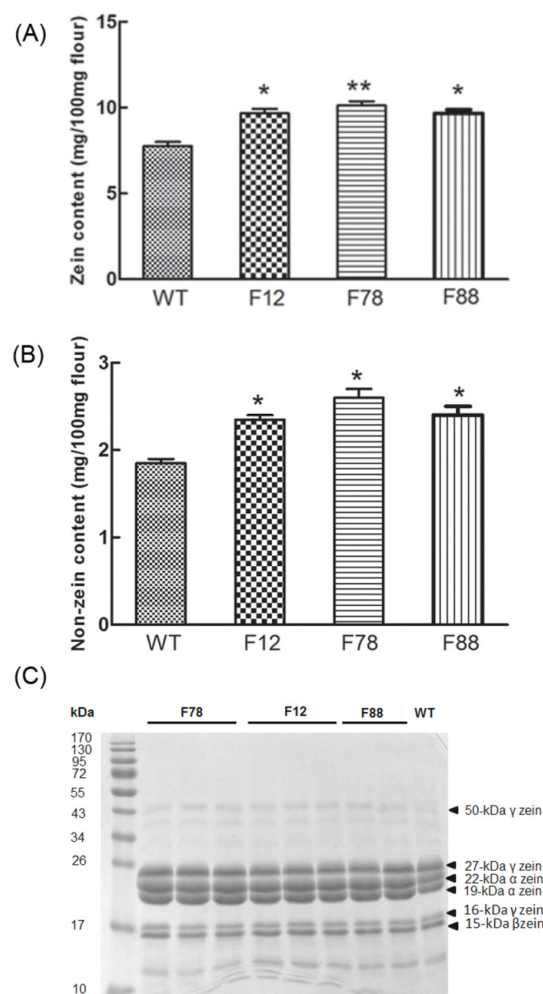 (A)
Zein content (mg/100mg flour)
15
10
5
0
*
**
*
WT F12 F78 F88
(B)
Non-zein content (mg/100mg flour)
3
2
1
0
*
*
*
WT F12 F78 F88
(C)
kDa F78 F12 F88 WT
170
130
95
72
55
43
34
26
17
10
50-kDa γ zein
27-kDa γ zein
22-kDa α zein
19-kDa α zein
16-kDa γ zein
15-kDa β zein